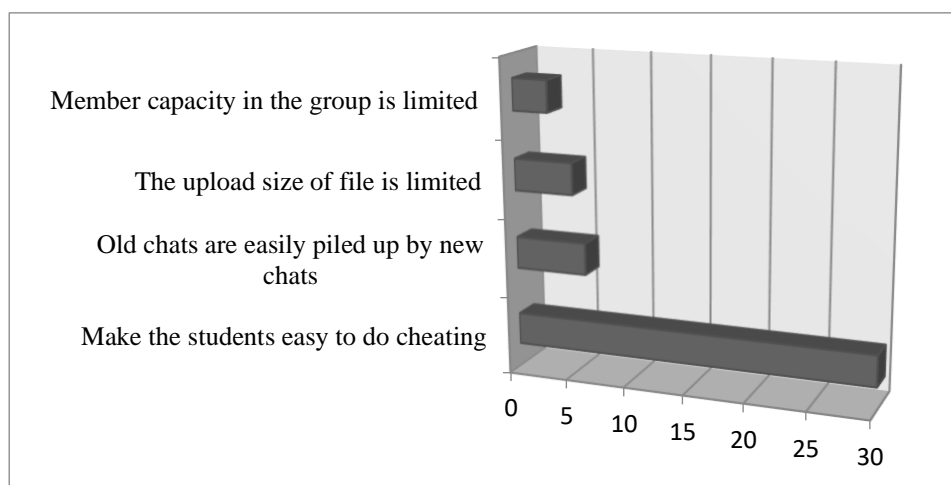 Member capacity in the group is limited
The upload size of file is limited
Old chats are easily piled up by new
chats
Make the students easy to do cheating
0
5
10
15
20
25
30